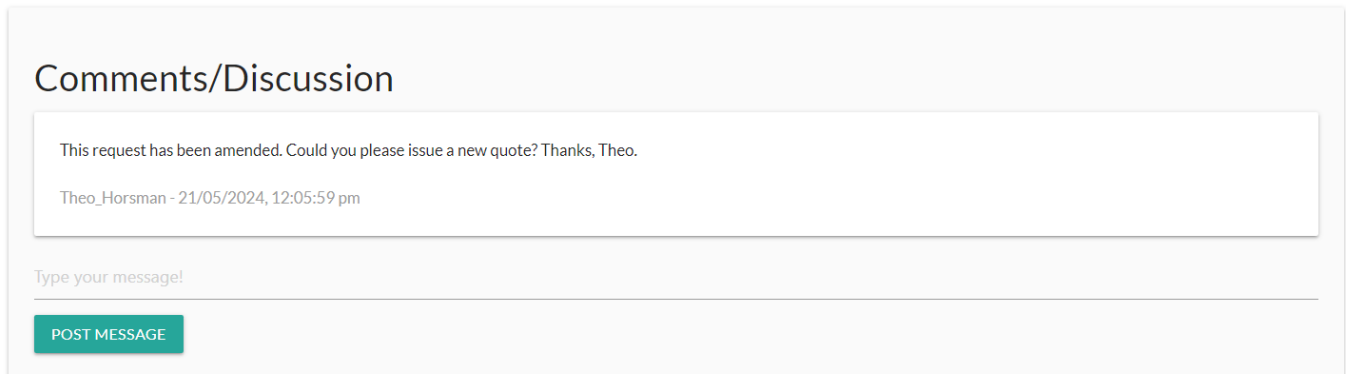 Comments/Discussion
This request has been amended. Could you please issue a new quote? Thanks, Theo.
Theo_Horsman - 21/05/2024, 12:05:59 pm
Type your message!
POST MESSAGE